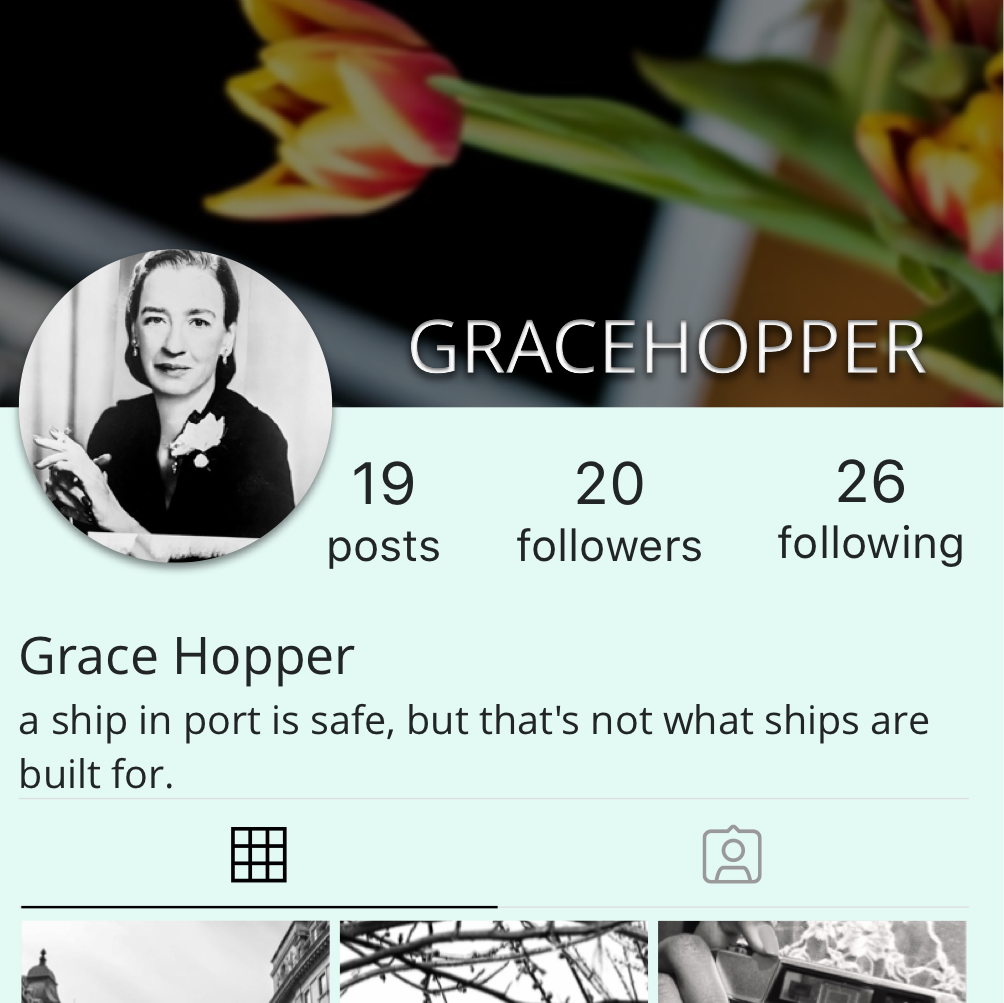 GRACEHOPPER
19 20 26
posts followers following
Grace Hopper
a ship in port is safe, but that's not what ships are
built for.